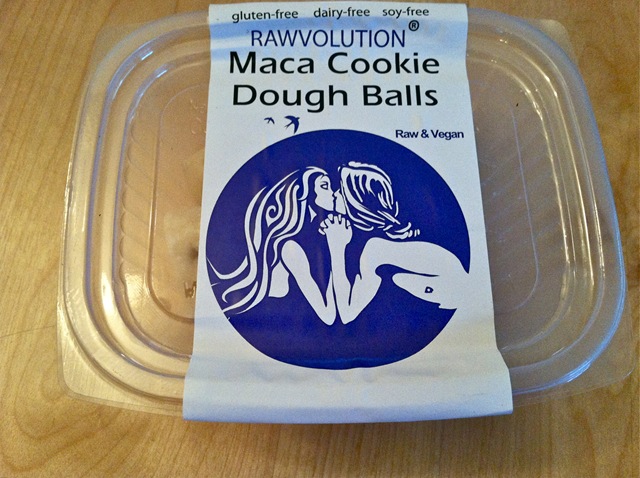 gluten-free dairy-free soy-free
RAWVOLUTION®
Maca Cookie
Dough Balls
Raw & Vegan